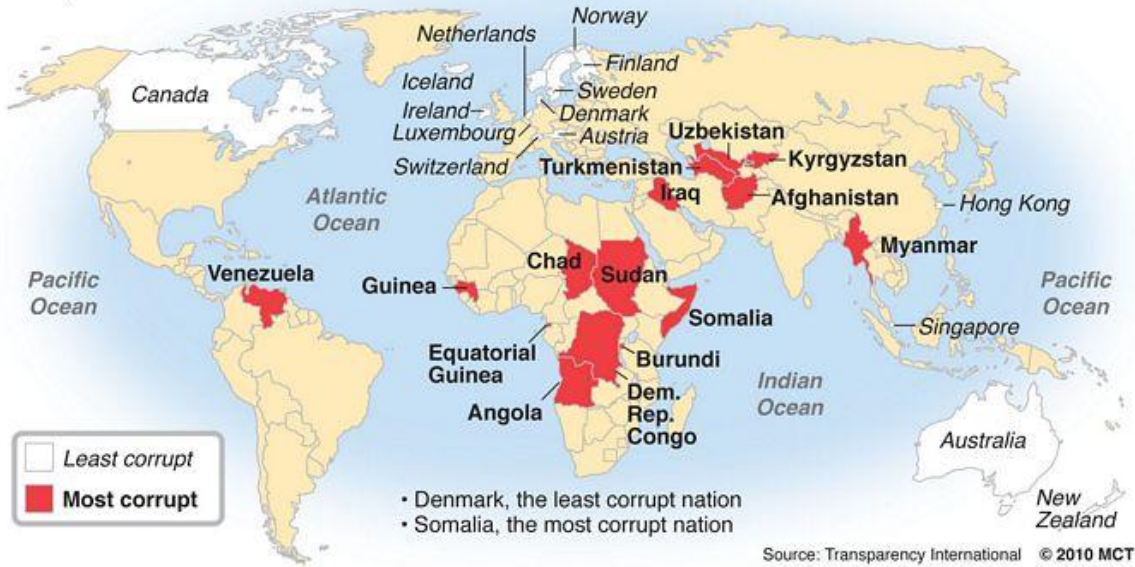 Norway
Netherlands
Finland
Iceland
Sweden
Canada
Ireland
Denmark
Luxembourg
Austria
Uzbekistan
Switzerland
Turkmenistan
Kyrgyzstan
Iraq
Afghanistan
Atlantic
Ocean
Hong Kong
Myanmar
Chad
Sudan
Venezuela
Guinea
Pacific
Ocean
Pacific
Ocean
Somalia
Singapore
Equatorial
Guinea
Burundi
Indian
Ocean
Angola
Dem.
Rep.
Congo
Australia
Least corrupt
Most corrupt
• Denmark, the least corrupt nation
• Somalia, the most corrupt nation
New
Zealand
Source: Transparency International © 2010 MCT